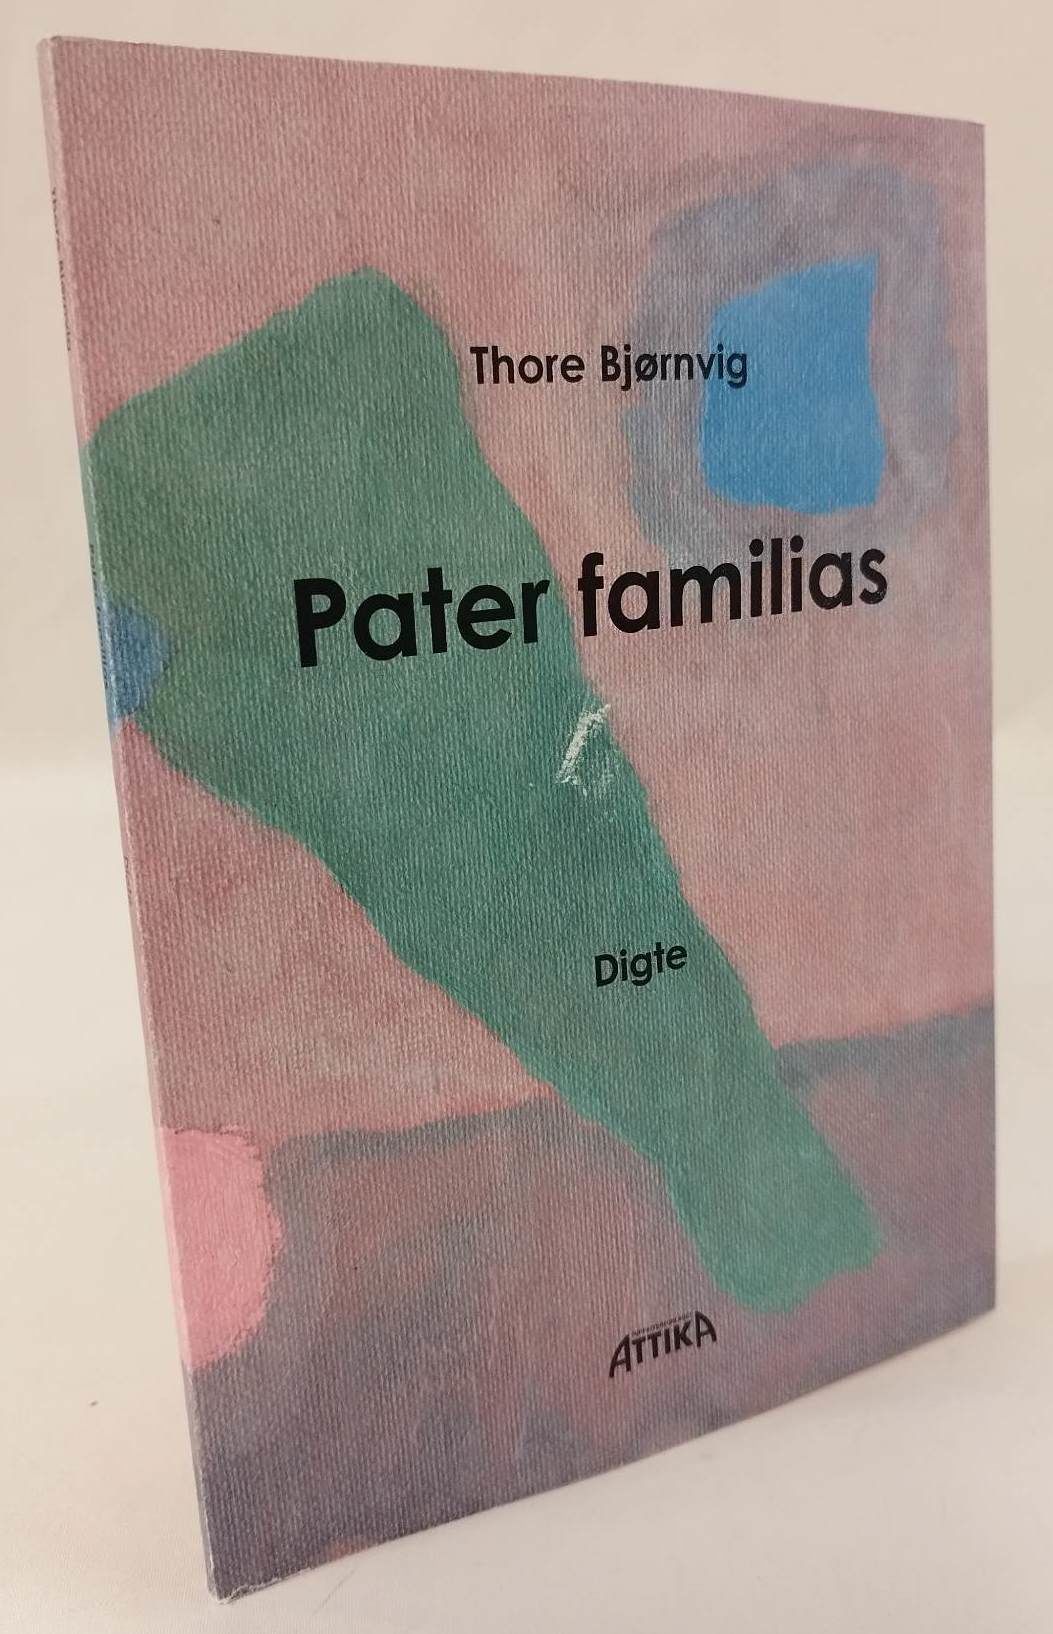 Thore Bjørnvig
Pater familias
Digte
ATTIKA